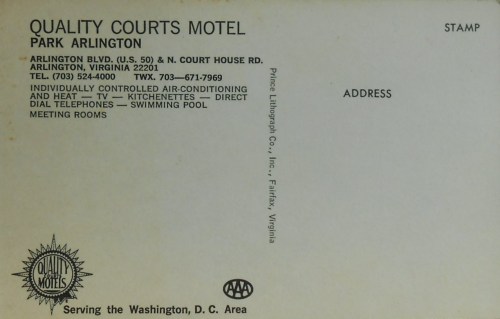 QUALITY COURTS MOTEL
PARK ARLINGTON
ARLINGTON BLVD. (U.S. 50) & N. COURT HOUSE RD.
ARLINGTON, VIRGINIA 22201
TEL. (703) 524-4000 TWX. 703—671-7969
INDIVIDUALLY CONTROLLED AIR-CONDITIONING
AND HEAT — TV — KITCHENETTES — DIRECT
DIAL TELEPHONES — SWIMMING POOL
MEETING ROOMS
STAMP
ADDRESS
Prince Lithograph Co., Inc., Fairfax, Virginia
QUALITY
MOTELS
AAA
Serving the Washington, D. C. Area